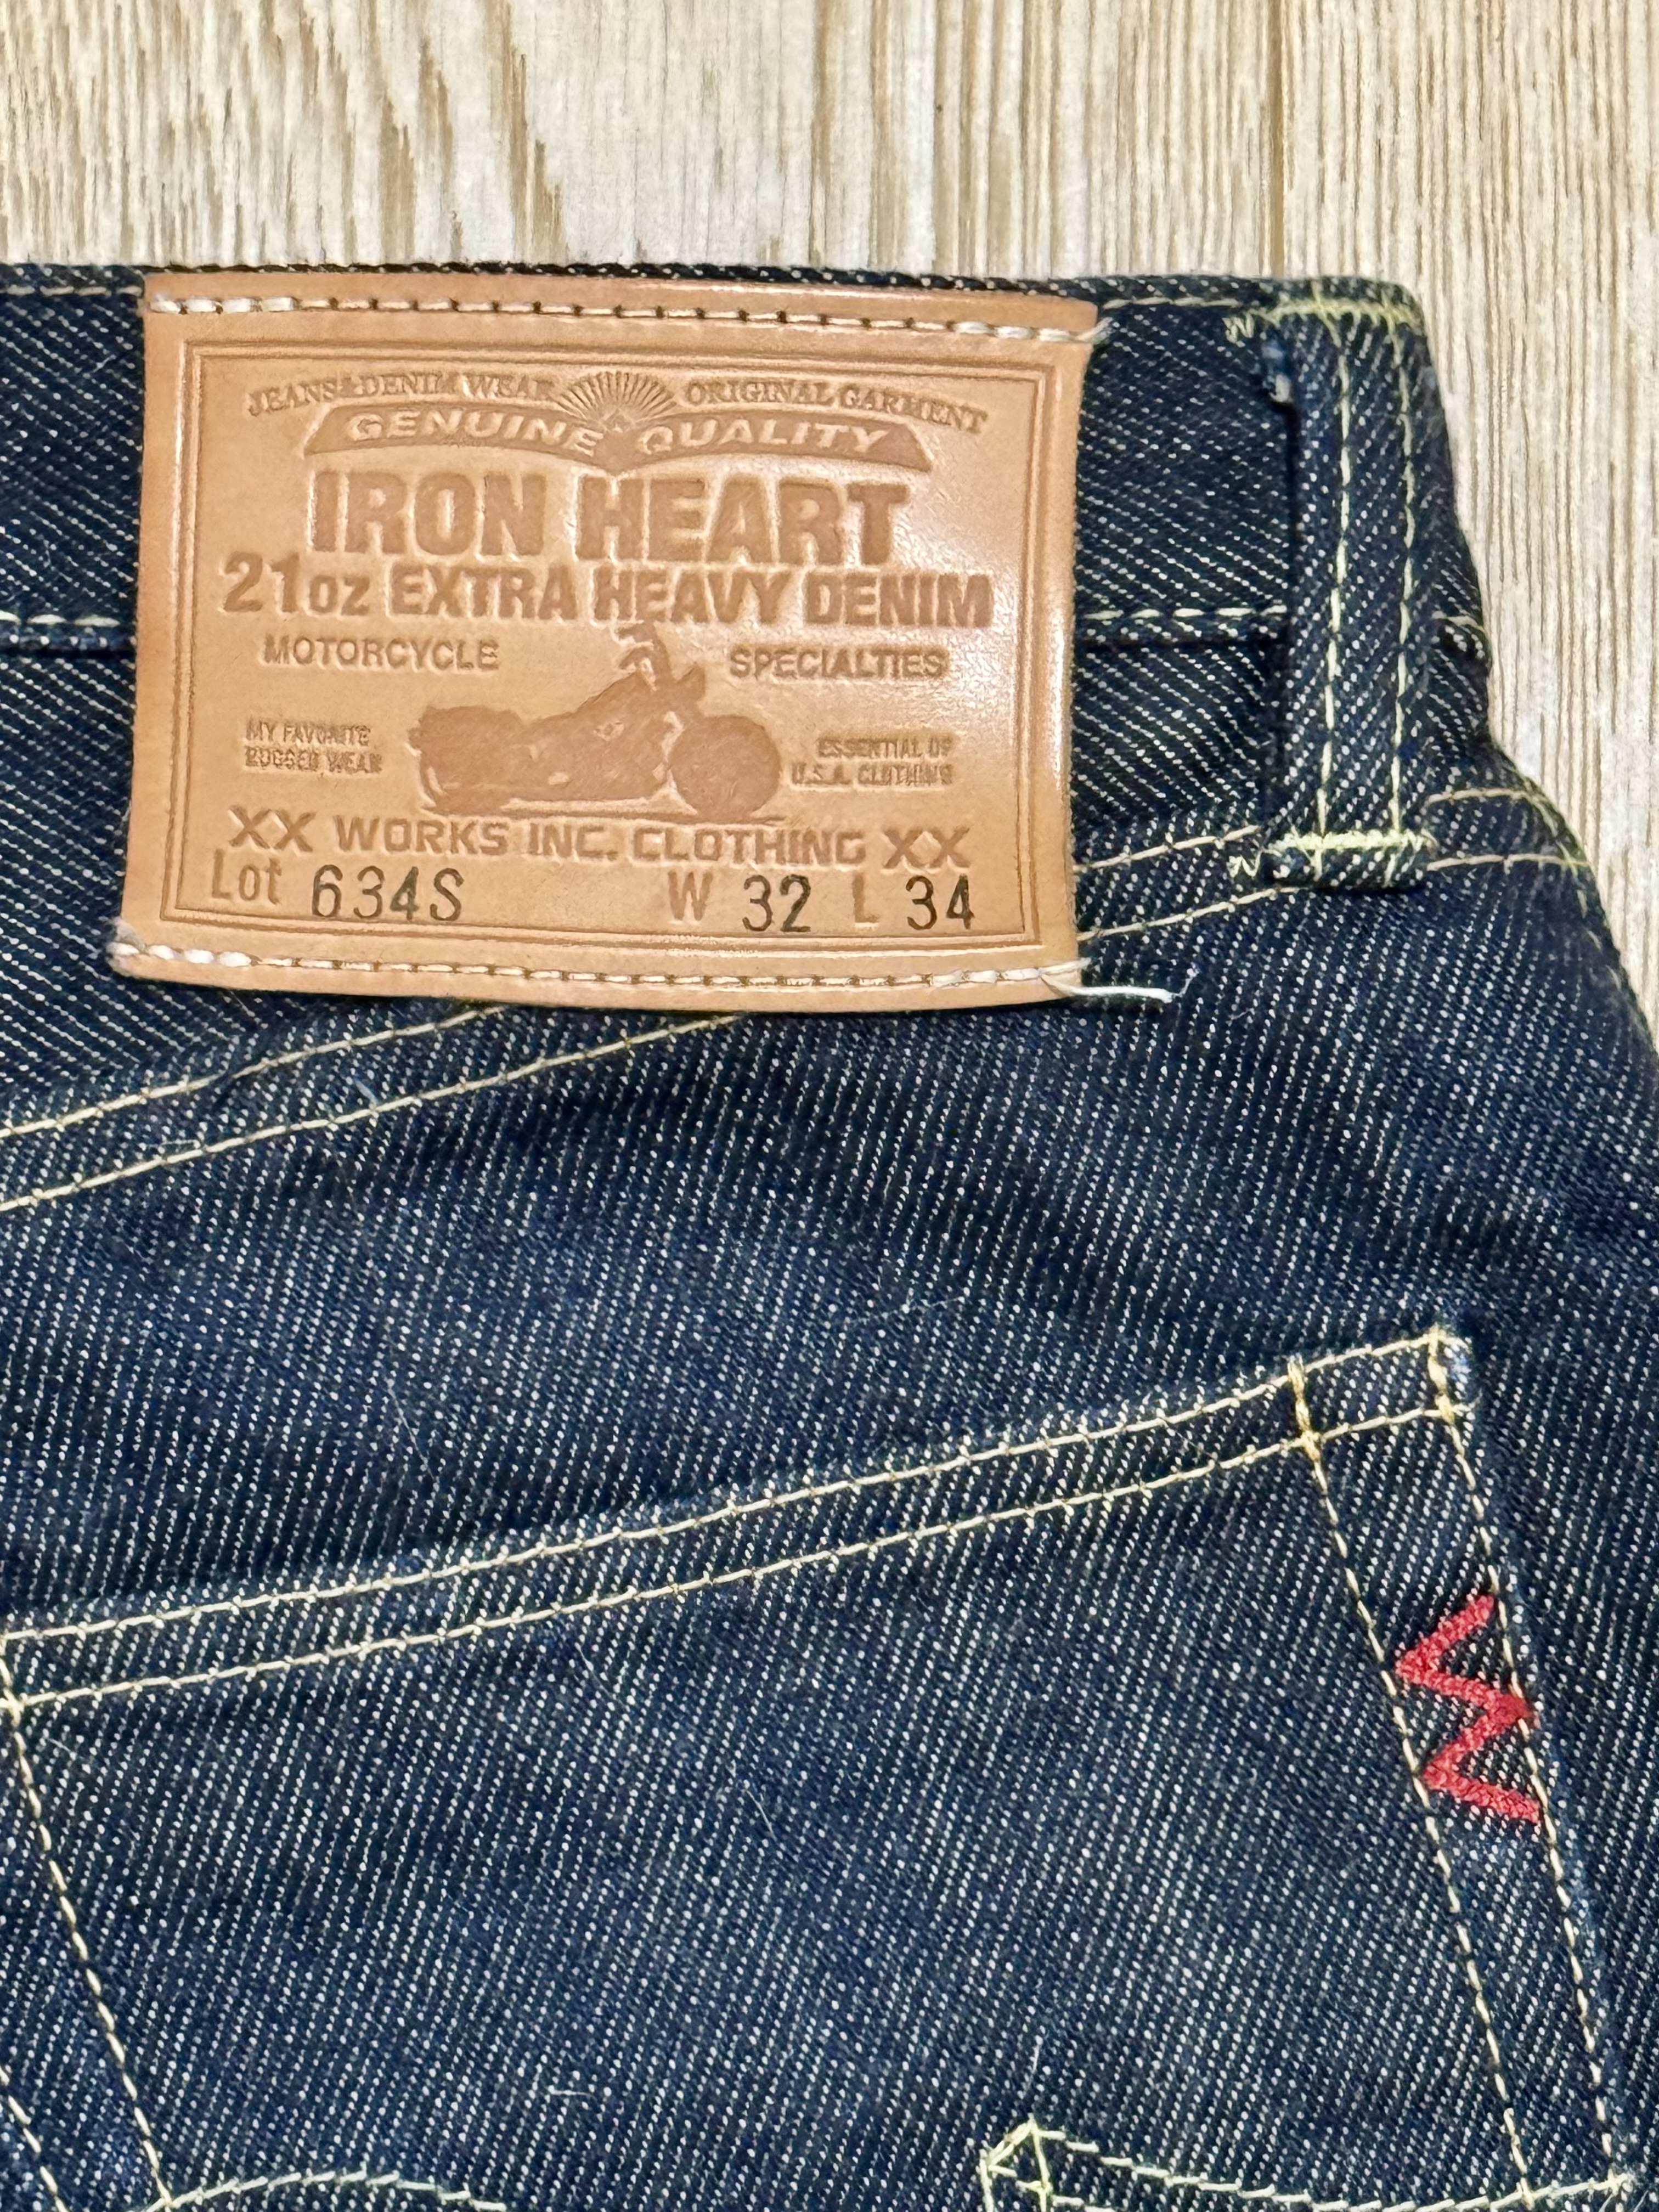 JEANS&DENIM WEAR ORIGINAL GARMENT
GENUINE QUALITY
IRON HEART
21oz EXTRA HEAVY DENIM
MOTORCYCLE SPECIALTIES
MY FAVORITE
RUGGED WEAR
ESSENTIAL OF
U.S.A. CLOTHING
XX WORKS INC. CLOTHING XX
Lot 634S W 32 L 34
W